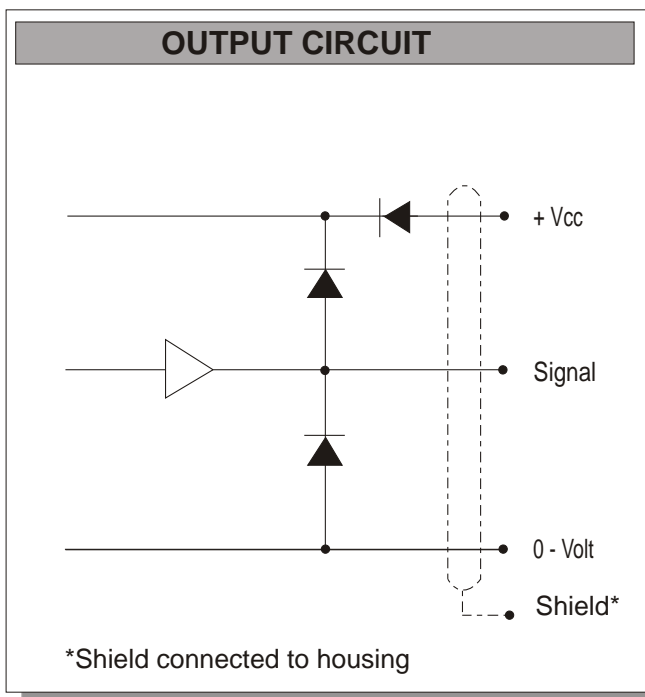 OUTPUT CIRCUIT
+ Vcc
Signal
0 - Volt
Shield*
*Shield connected to housing